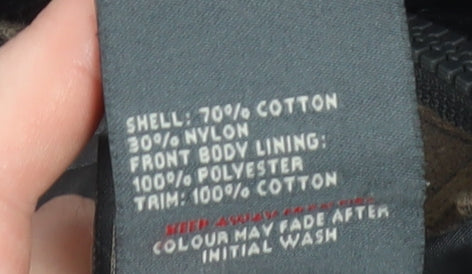 SHELL: 70% COTTON
30% NYLON
FRONT BODY LINING:
100% POLYESTER
TRIM: 100% COTTON
COLOUR MAY FADE AFTER
INITIAL WASH